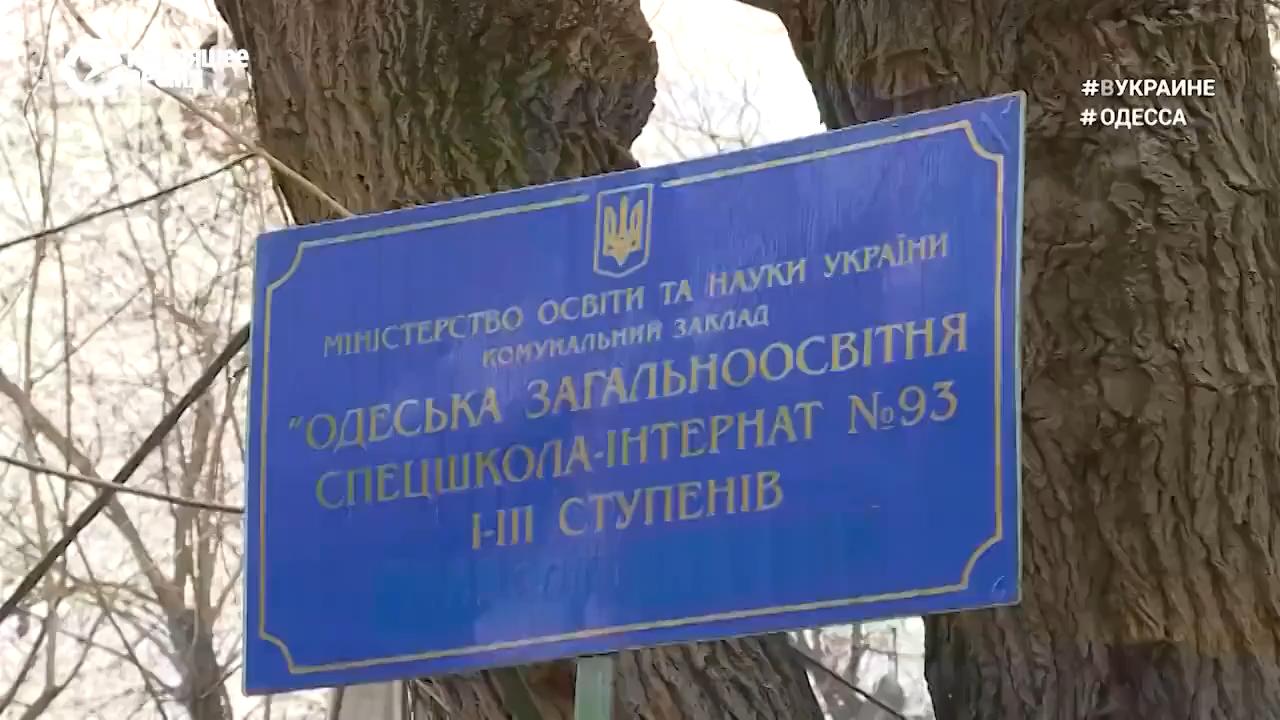 #ВУКРАИНЕ
#ОДЕССА
МІНІСТЕРСТВО ОСВІТИ ТА НАУКИ УКРАЇНИ
КОМУНАЛЬНИЙ ЗАКЛАД
"ОДЕСЬКА ЗАГАЛЬНООСВІТНЯ
СПЕЦШКОЛА-ІНТЕРНАТ №93
І-ІІІ СТУПЕНІВ